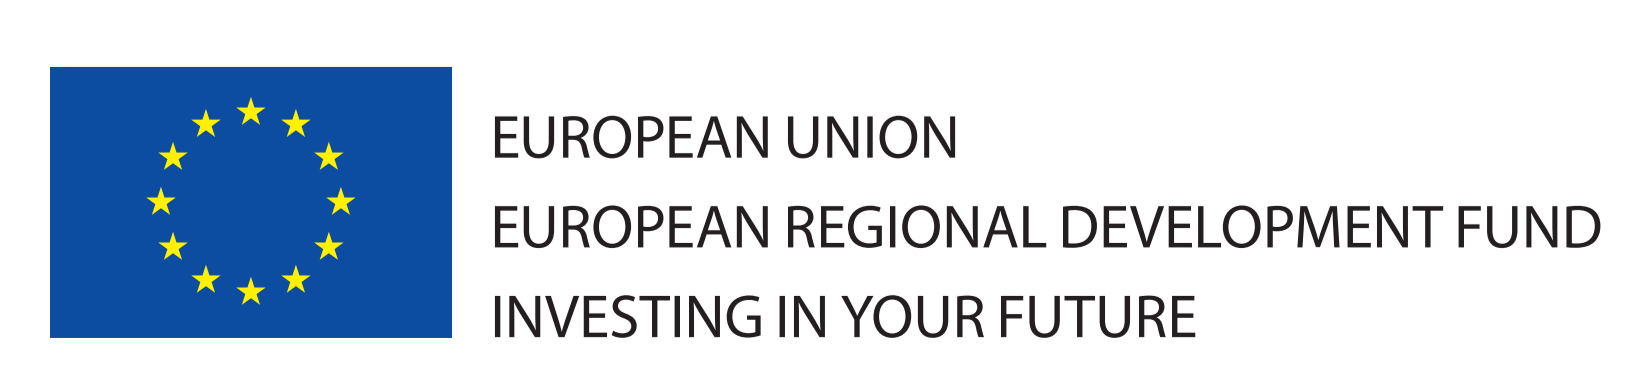 EUROPEAN UNION
EUROPEAN REGIONAL DEVELOPMENT FUND
INVESTING IN YOUR FUTURE